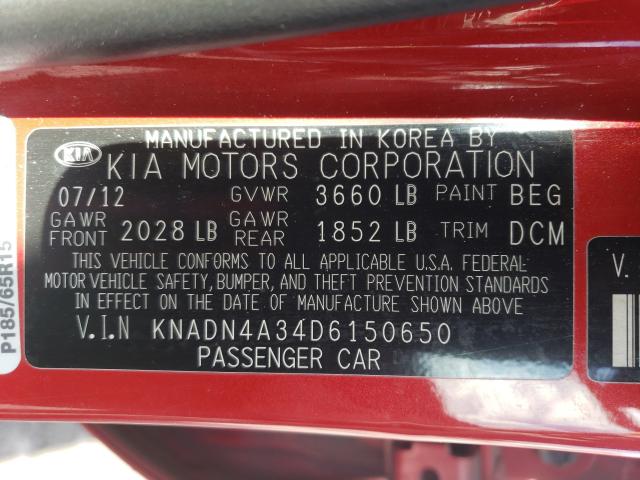 MANUFACTURED IN KOREA BY
KIA KIA MOTORS CORPORATION
07/12 GVWR 3660 LB PAINT BEG
GAWR FRONT 2028 LB GAWR REAR 1852 LB TRIM DCM
THIS VEHICLE CONFORMS TO ALL APPLICABLE U.S.A. FEDERAL
MOTOR VEHICLE SAFETY, BUMPER, AND THEFT PREVENTION STANDARDS
IN EFFECT ON THE DATE OF MANUFACTURE SHOWN ABOVE.
V.I.N KNADN4A34D6150650
PASSENGER CAR
P185/65R15
V.